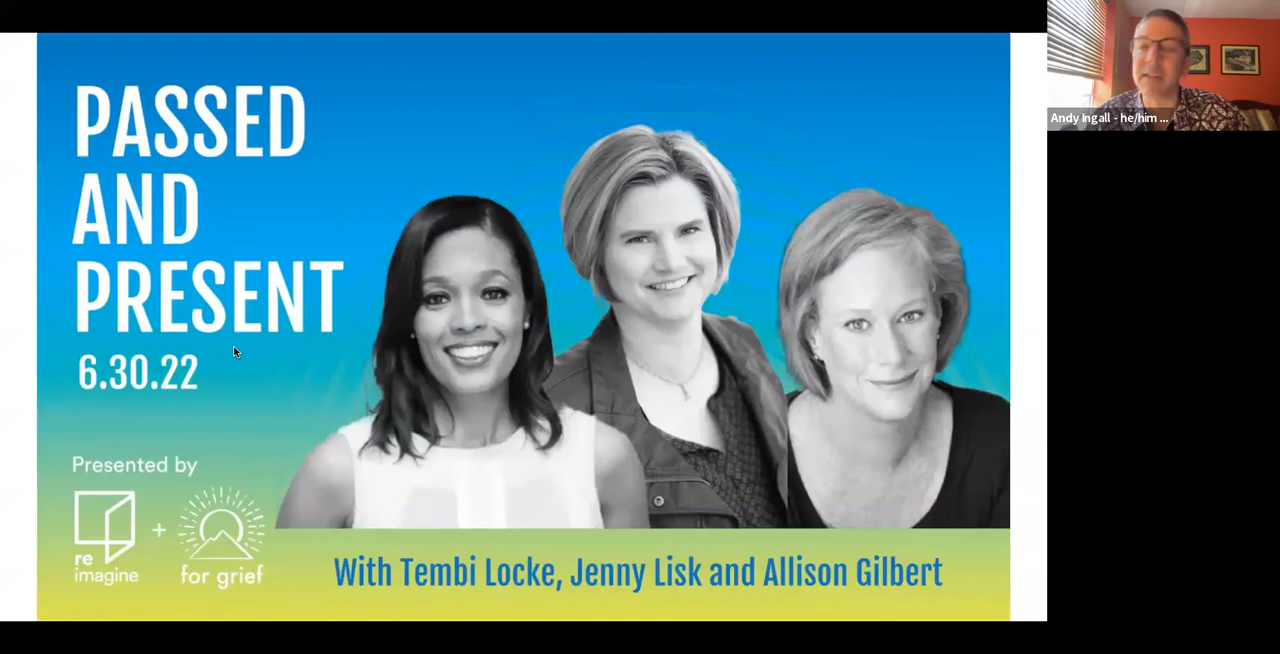 PASSED
AND
PRESENT
6.30.22
Presented by
re
imagine
+
for grief
With Tembi Locke, Jenny Lisk and Allison Gilbert
Andy Ingall - he/him ...